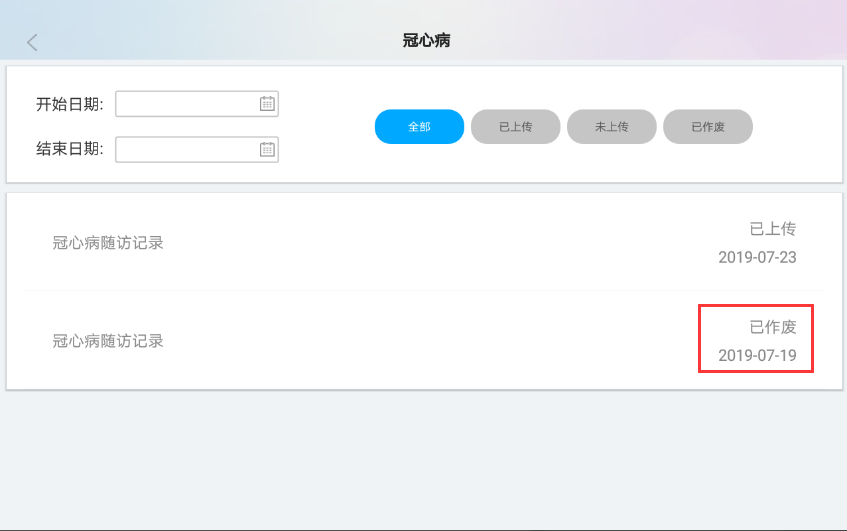 冠心病
开始日期:
全部 已上传 未上传 已作废
结束日期:
冠心病随访记录
已上传
2019-07-23
冠心病随访记录
已作废
2019-07-19